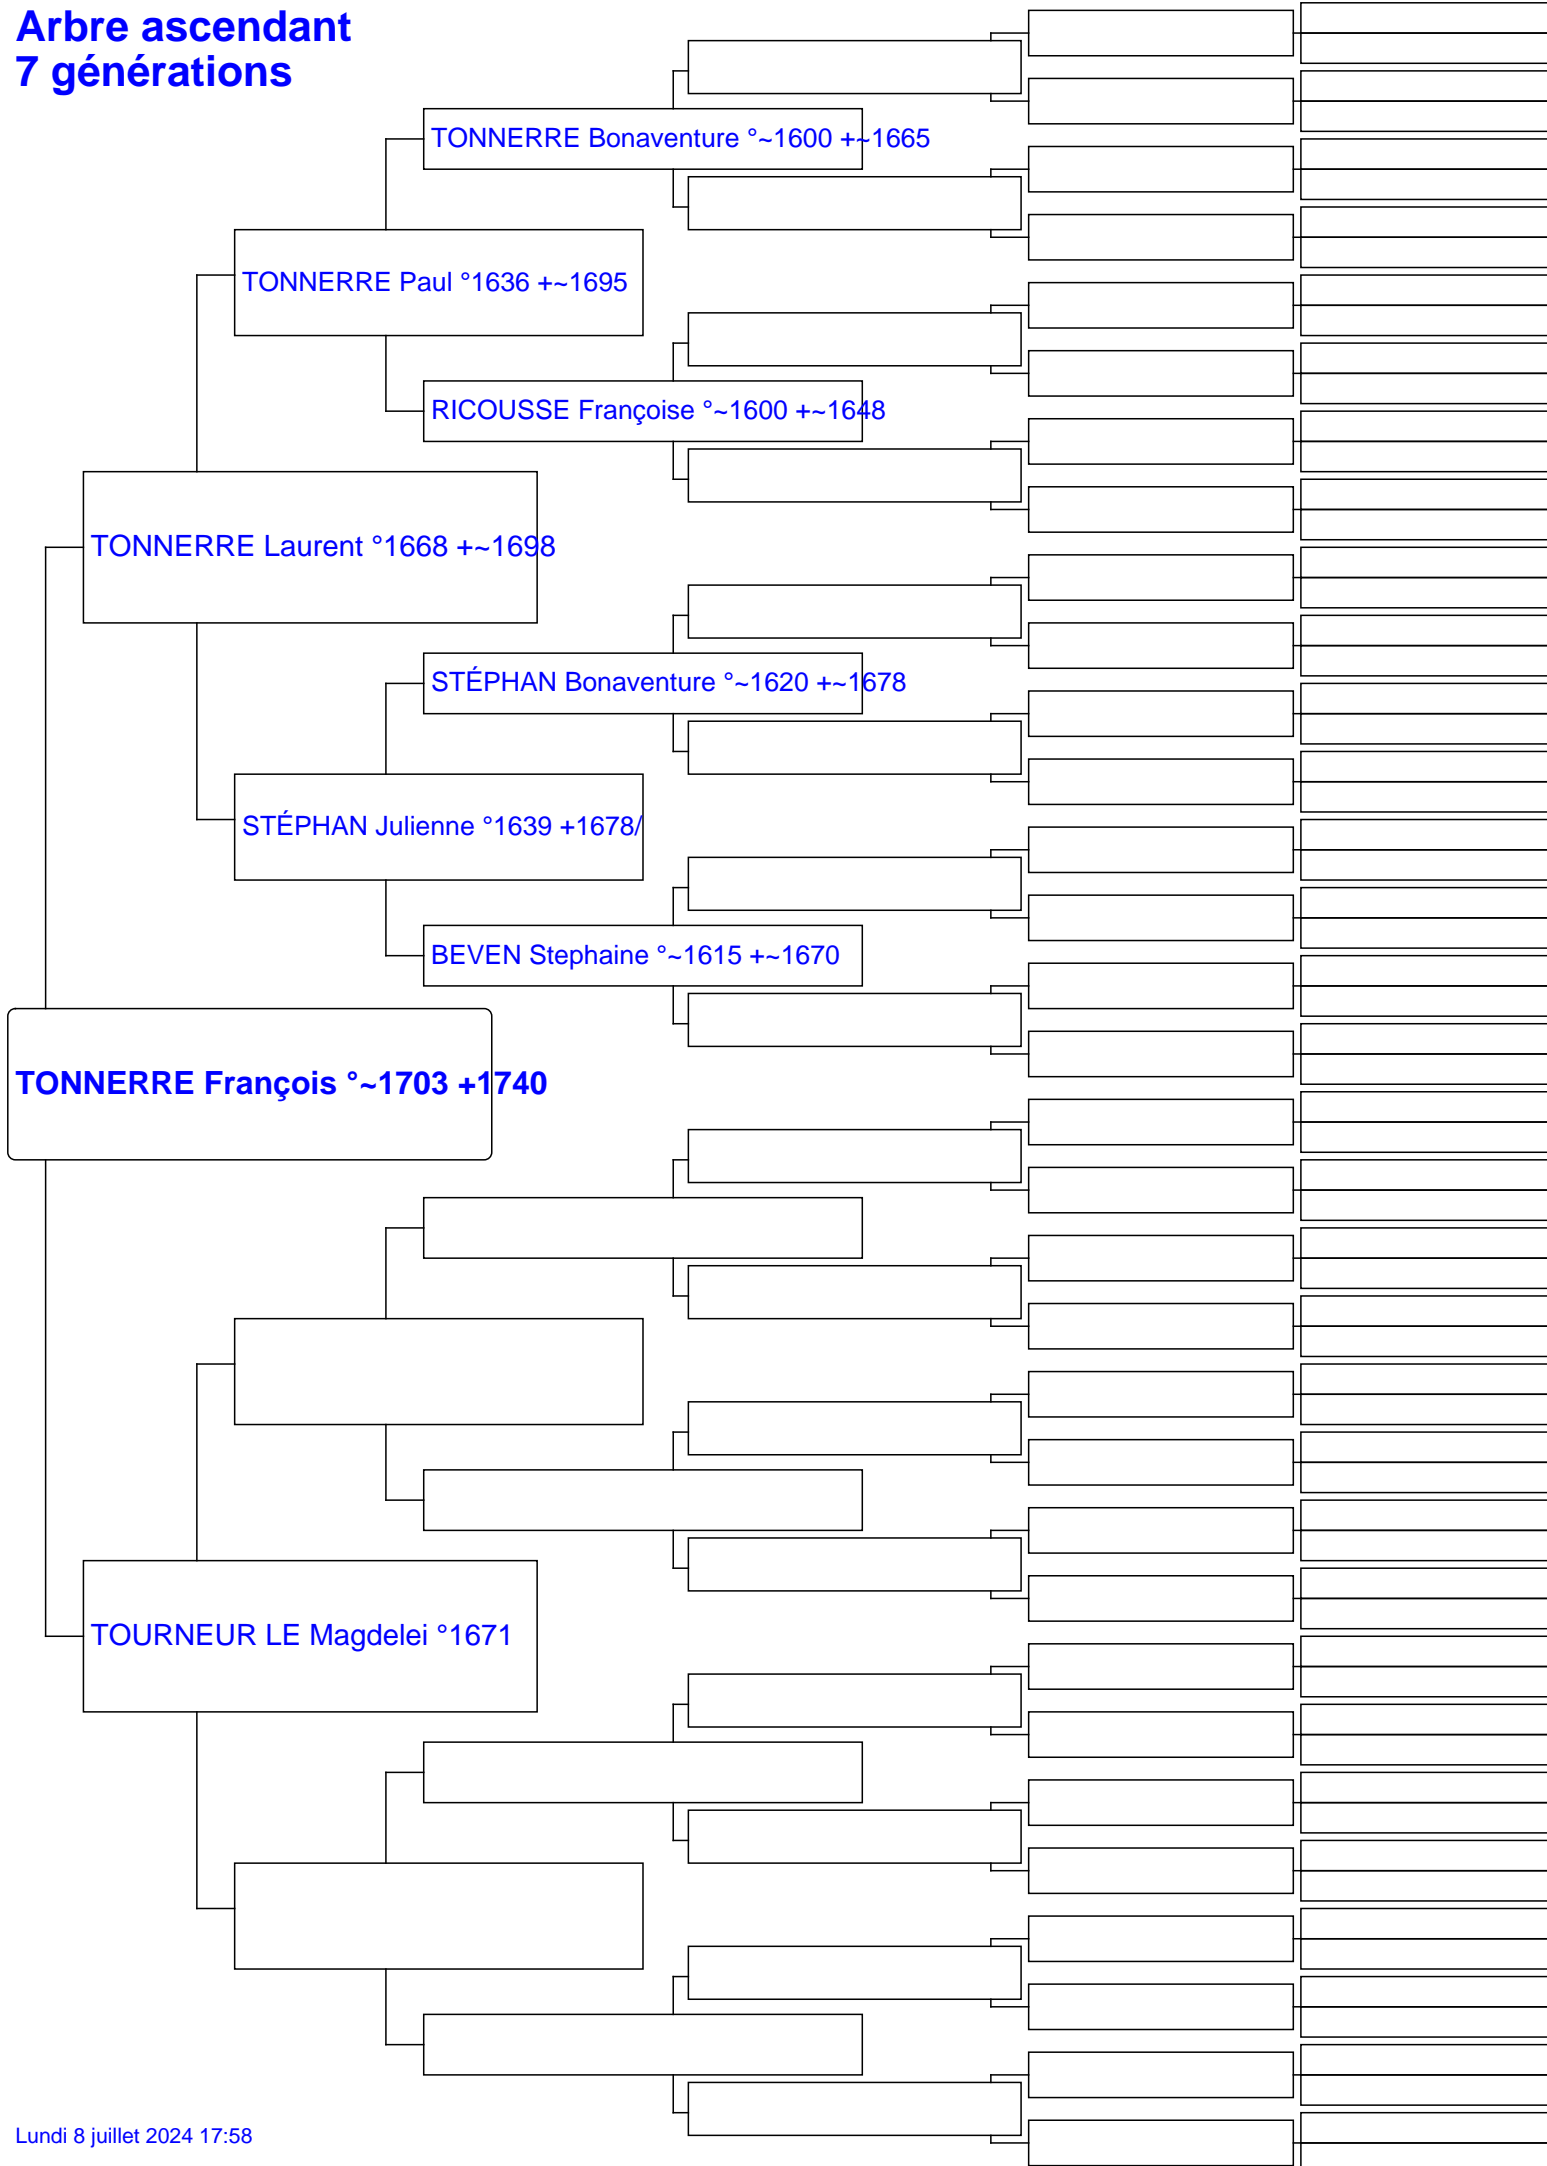 Arbre ascendant
7 générations
TONNERRE Bonaventure °~1600 +~1665
TONNERRE Paul °1636 +~1695
RICOUSSE Françoise °~1600 +~1648
TONNERRE Laurent °1668 +~1698
STÉPHAN Bonaventure °~1620 +~1678
STÉPHAN Julienne °1639 +1678/
BEVEN Stephaine °~1615 +~1670
TONNERRE François °~1703 +1740
TOURNEUR LE Magdelei °1671
Lundi 8 juillet 2024 17:58